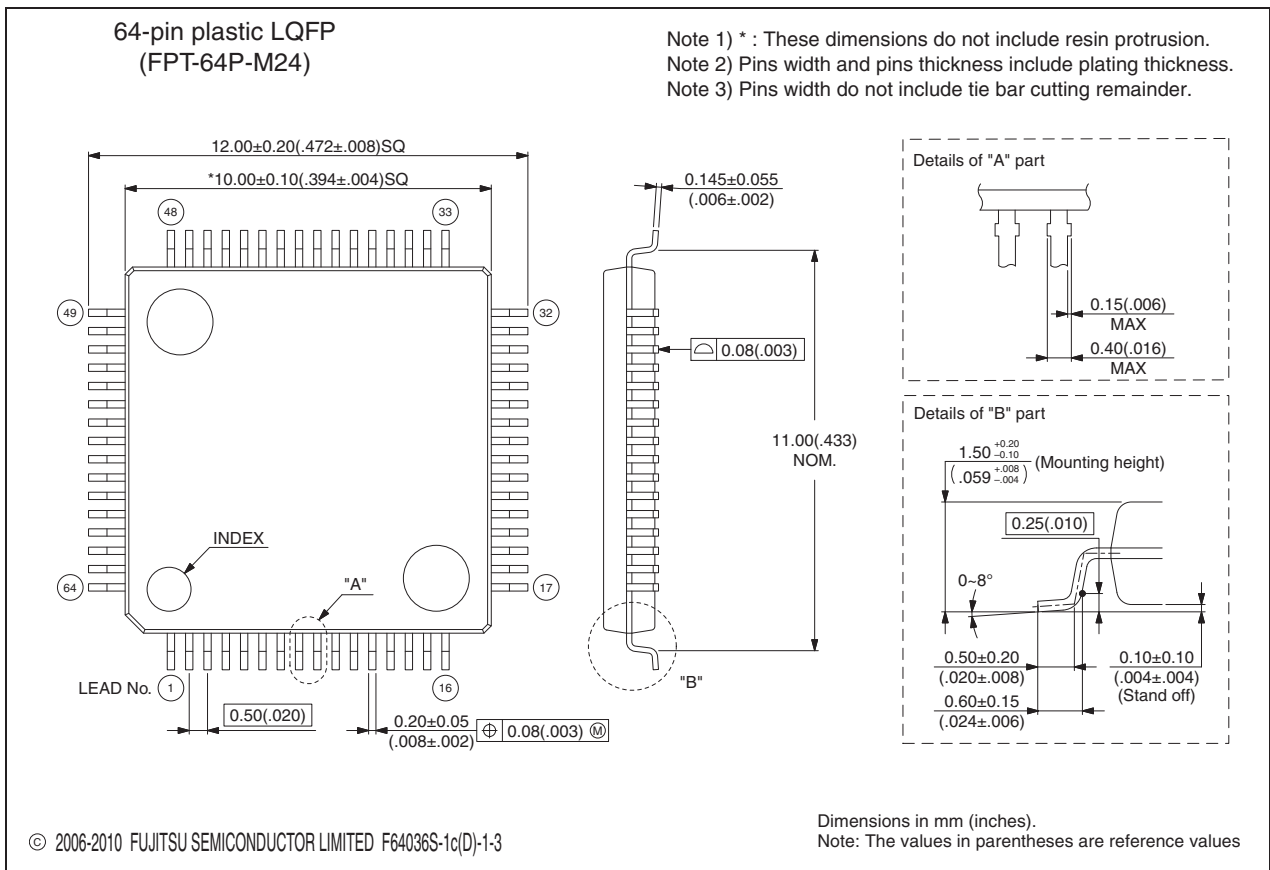 64-pin plastic LQFP
(FPT-64P-M24)
Note 1) * : These dimensions do not include resin protrusion.
Note 2) Pins width and pins thickness include plating thickness.
Note 3) Pins width do not include tie bar cutting remainder.
12.00±0.20(.472±.008)SQ
*10.00±0.10(.394±.004)SQ
48
33
49
32
64
17
INDEX
"A"
LEAD No.
1
16
0.50(.020)
0.20±0.05
(.008±.002)
⌖ 0.08(.003) Ⓜ
0.145±0.055
(.006±.002)
⌓ 0.08(.003)
11.00(.433)
NOM.
"B"
Details of "A" part
0.15(.006)
MAX
0.40(.016)
MAX
Details of "B" part
1.50 +0.20 −0.10
(.059 +.008 −.004)
(Mounting height)
0.25(.010)
0~8°
0.50±0.20
(.020±.008)
0.60±0.15
(.024±.006)
0.10±0.10
(.004±.004)
(Stand off)
© 2006-2010 FUJITSU SEMICONDUCTOR LIMITED F64036S-1c(D)-1-3
Dimensions in mm (inches).
Note: The values in parentheses are reference values